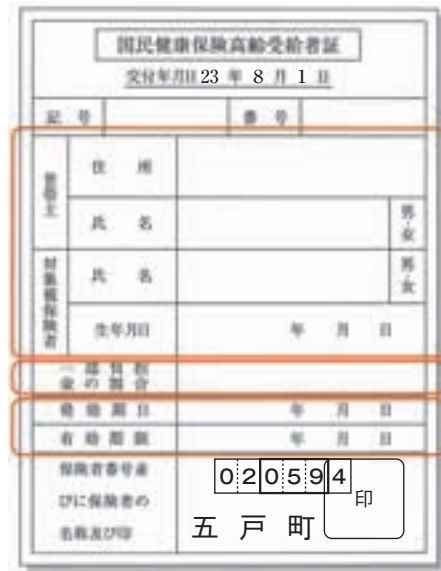 国民健康保険高齢受給者証
交付年月日 23 年 8 月 1 日
記 号 番 号
世帯主 住 所
氏 名 男・女
対象被保険者 氏 名 男・女
生年月日 年 月 日
一部負担金の割合
発効期日 年 月 日
有効期限 年 月 日
保険者番号並 020594
びに保険者の 印
名称及び印 五戸町